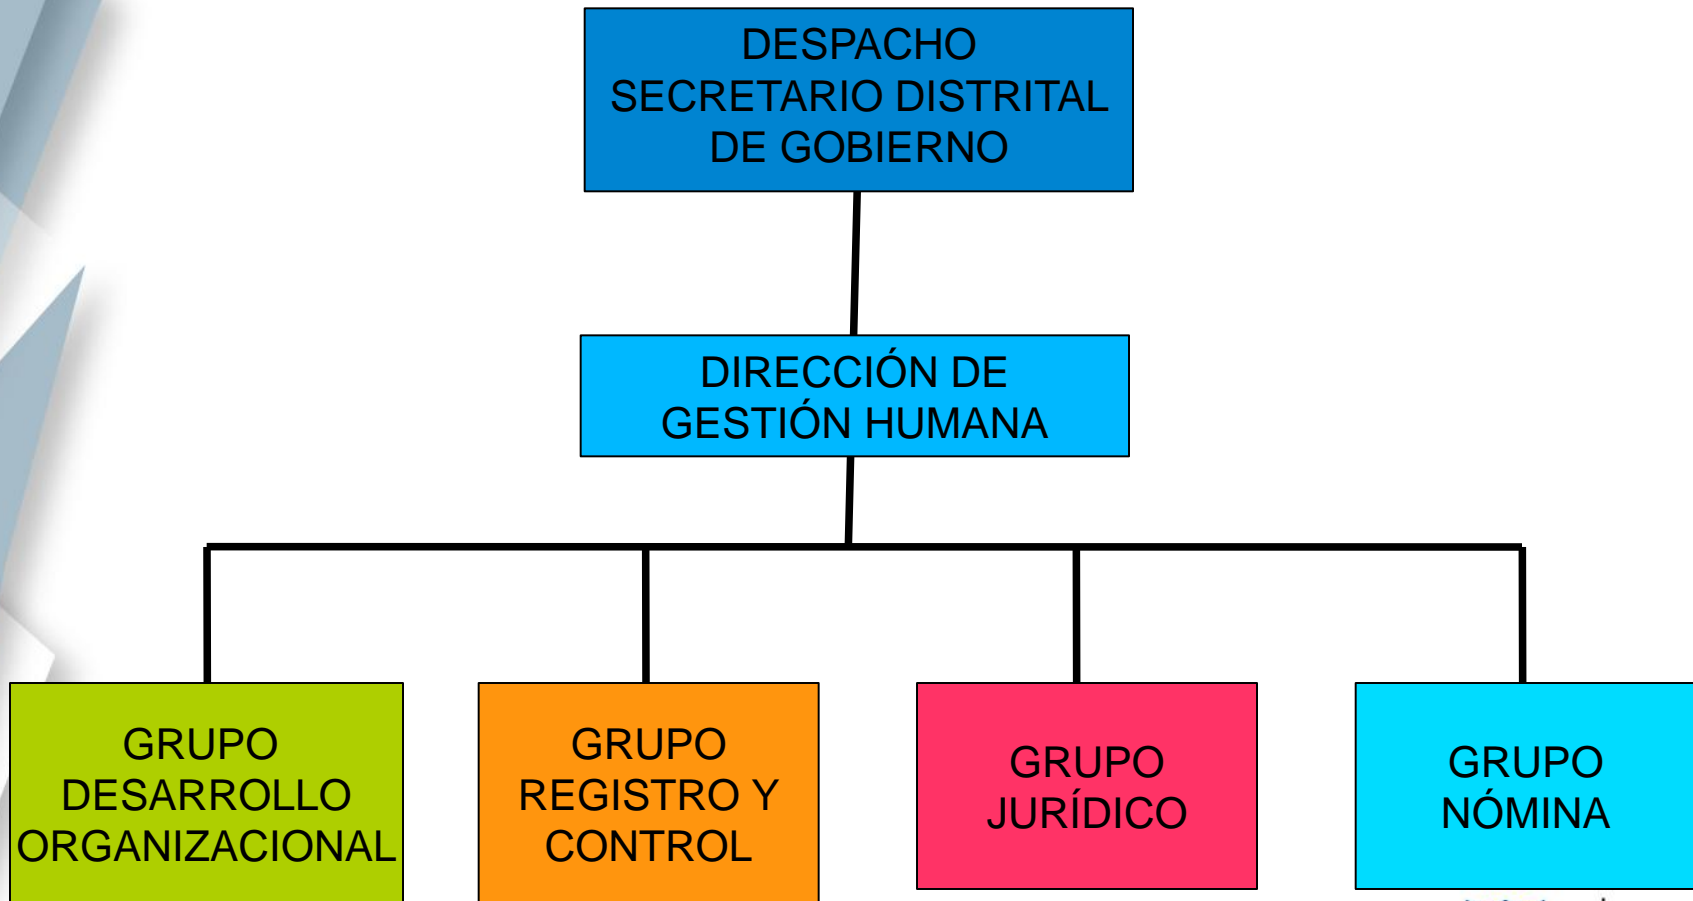 DESPACHO
SECRETARIO DISTRITAL
DE GOBIERNO
DIRECCIÓN DE
GESTIÓN HUMANA
GRUPO
DESARROLLO
ORGANIZACIONAL
GRUPO
REGISTRO Y
CONTROL
GRUPO
JURÍDICO
GRUPO
NÓMINA